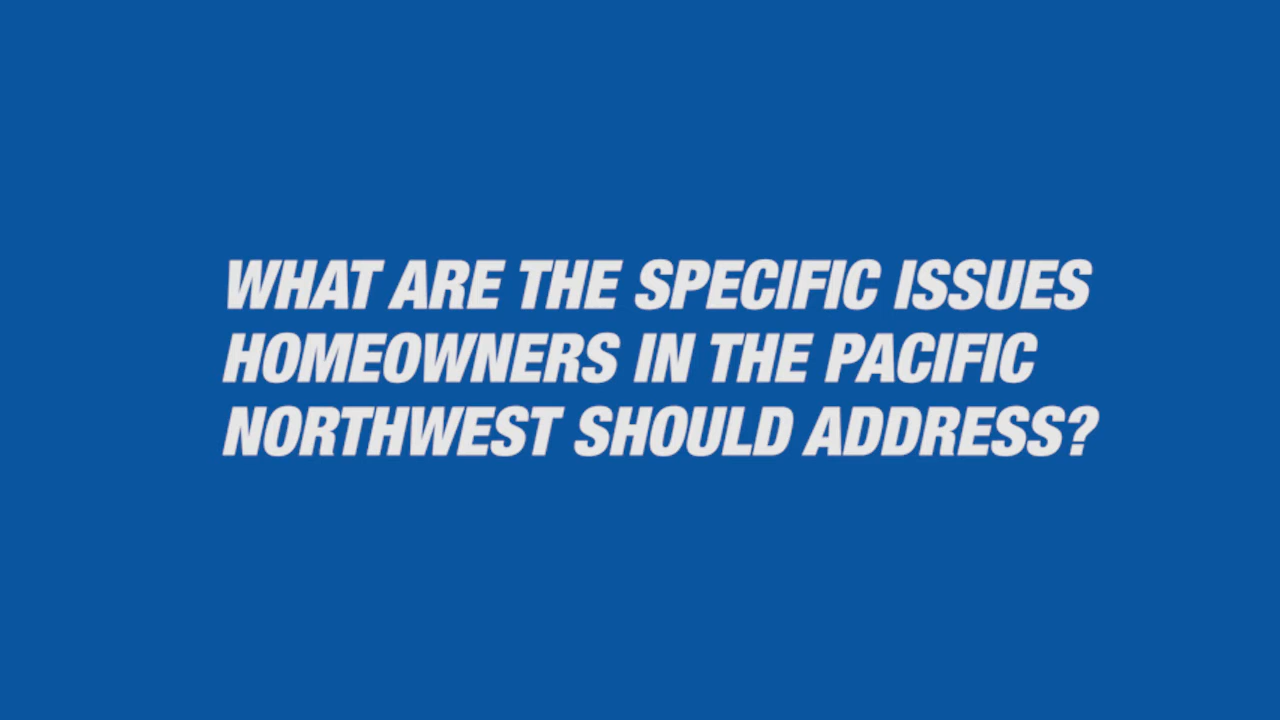 WHAT ARE THE SPECIFIC ISSUES
HOMEOWNERS IN THE PACIFIC
NORTHWEST SHOULD ADDRESS?